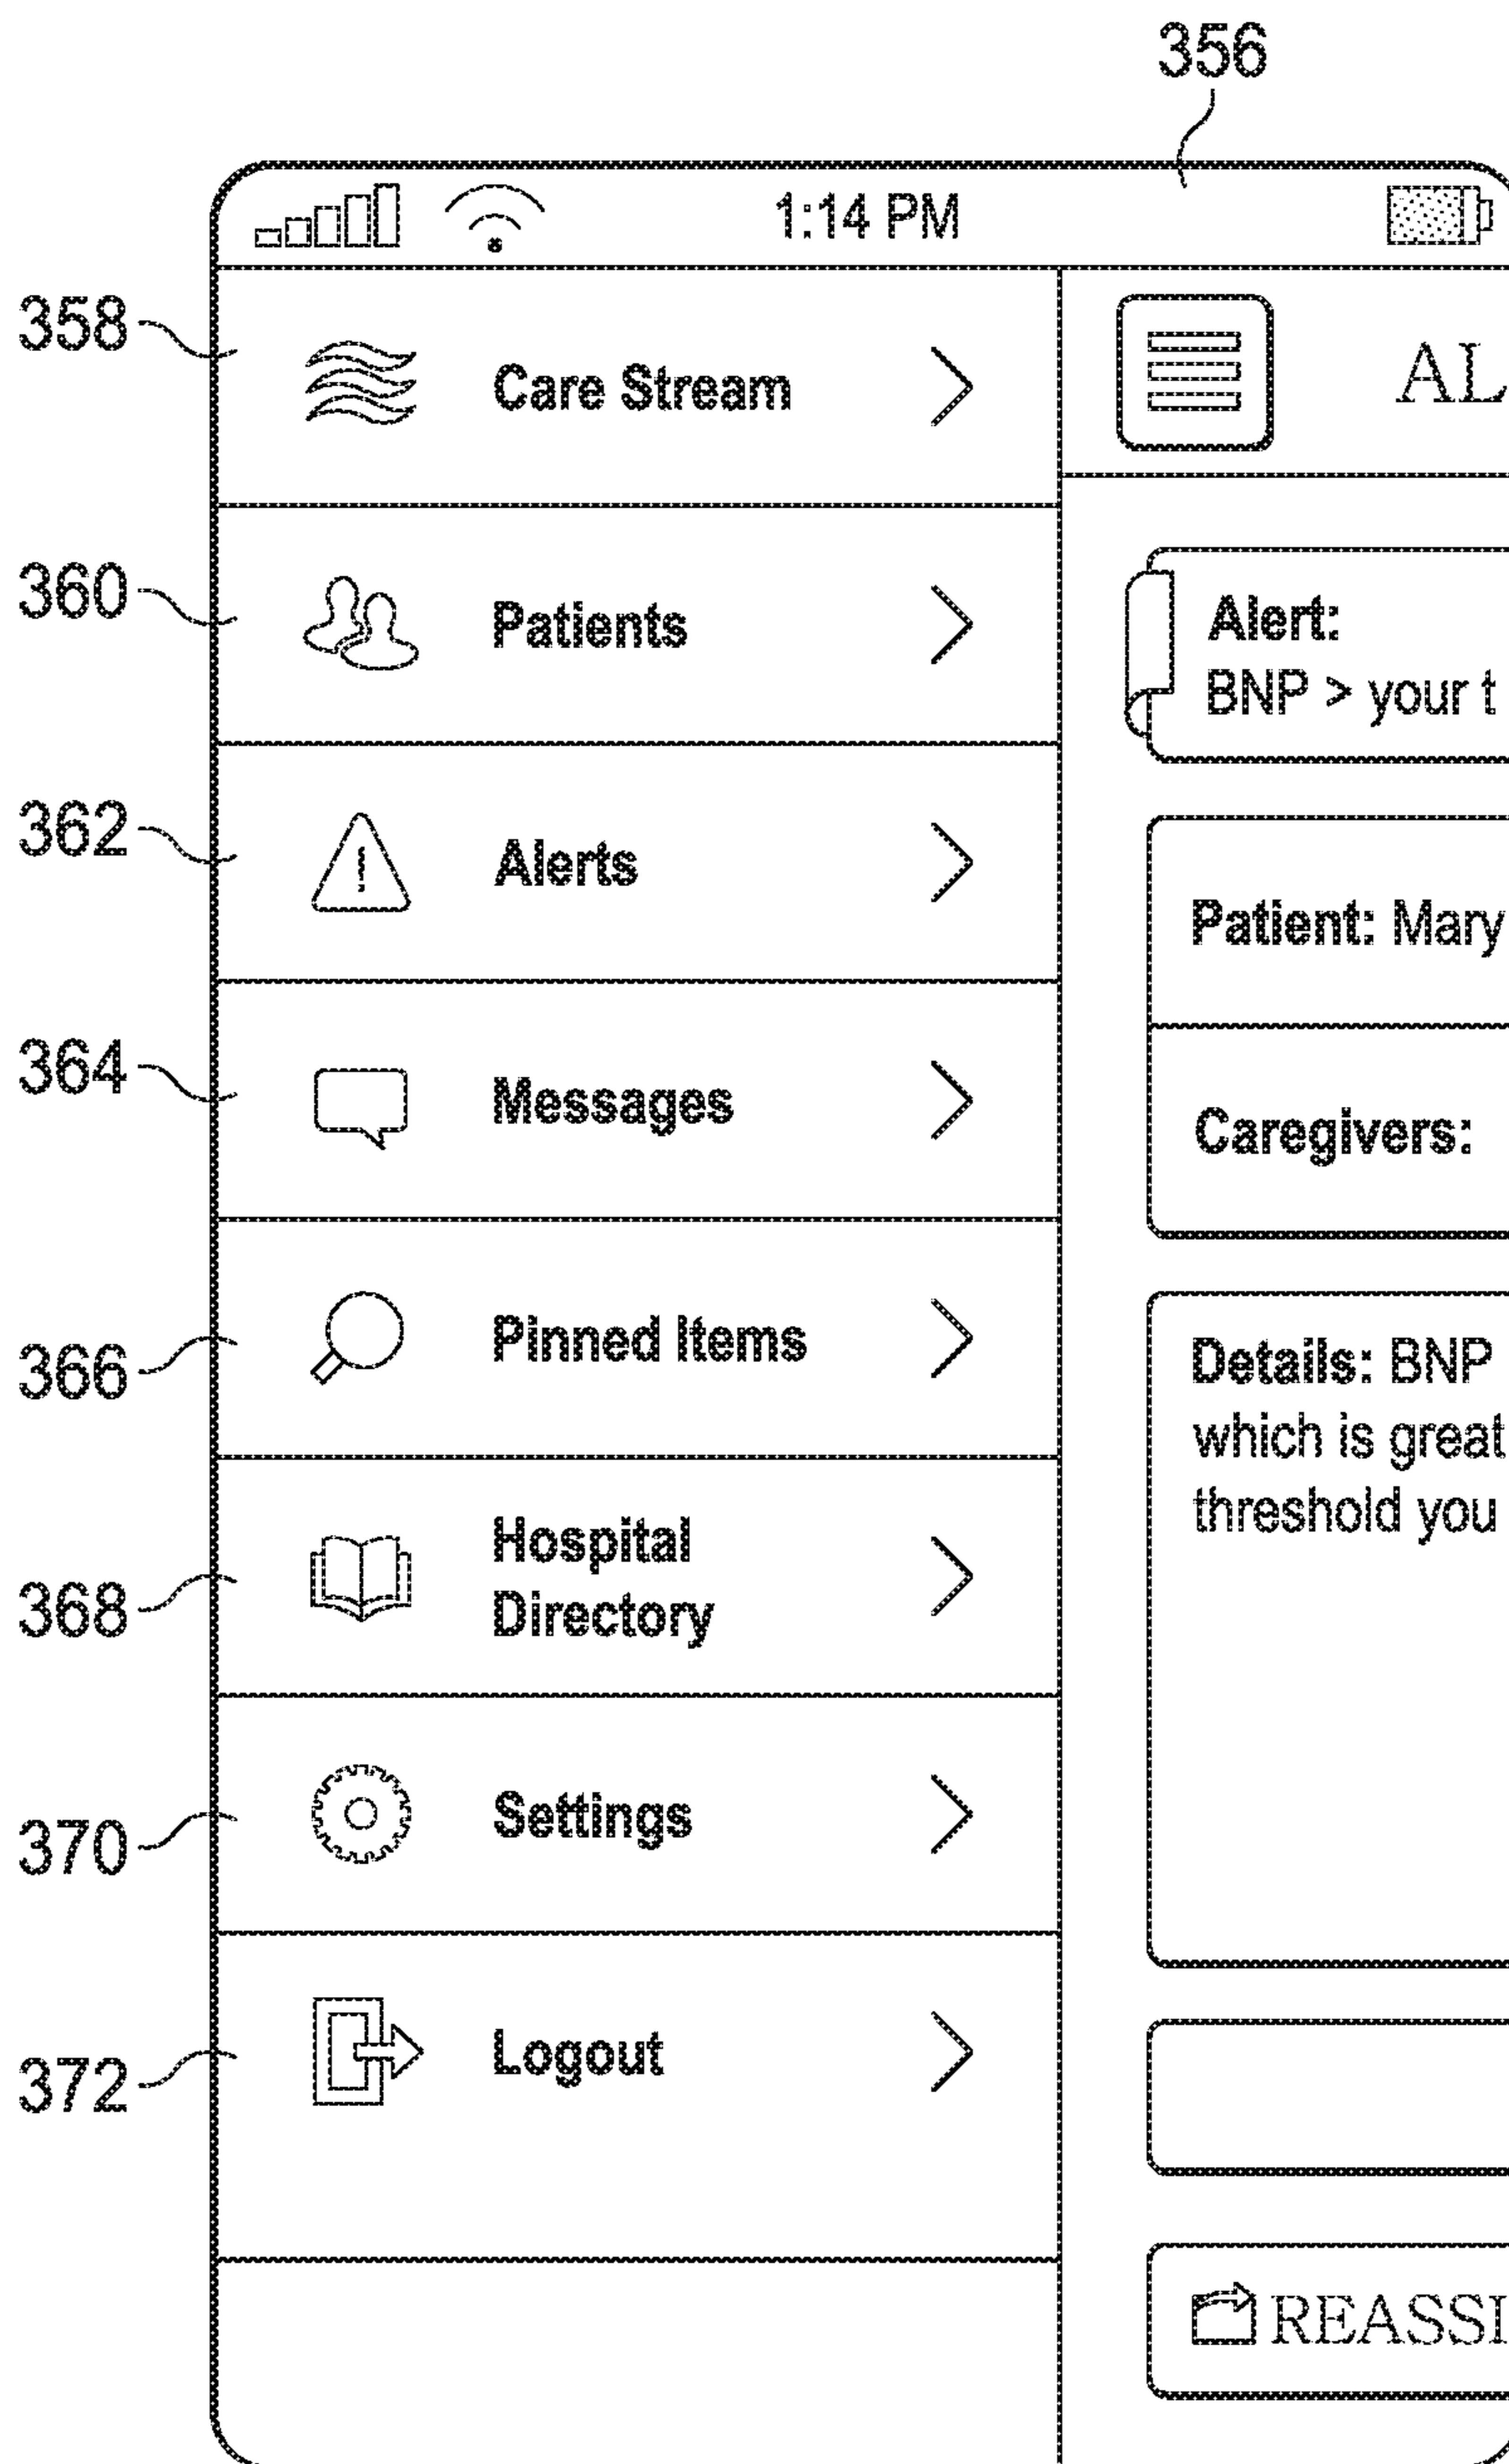 356
1:14 PM
358
Care Stream
AL
360
Patients
Alert:
BNP > your t
362
Alerts
Patient: Mary
364
Messages
Caregivers:
366
Pinned Items
Details: BNP
which is great
threshold you
368
Hospital
Directory
370
Settings
372
Logout
REASSI